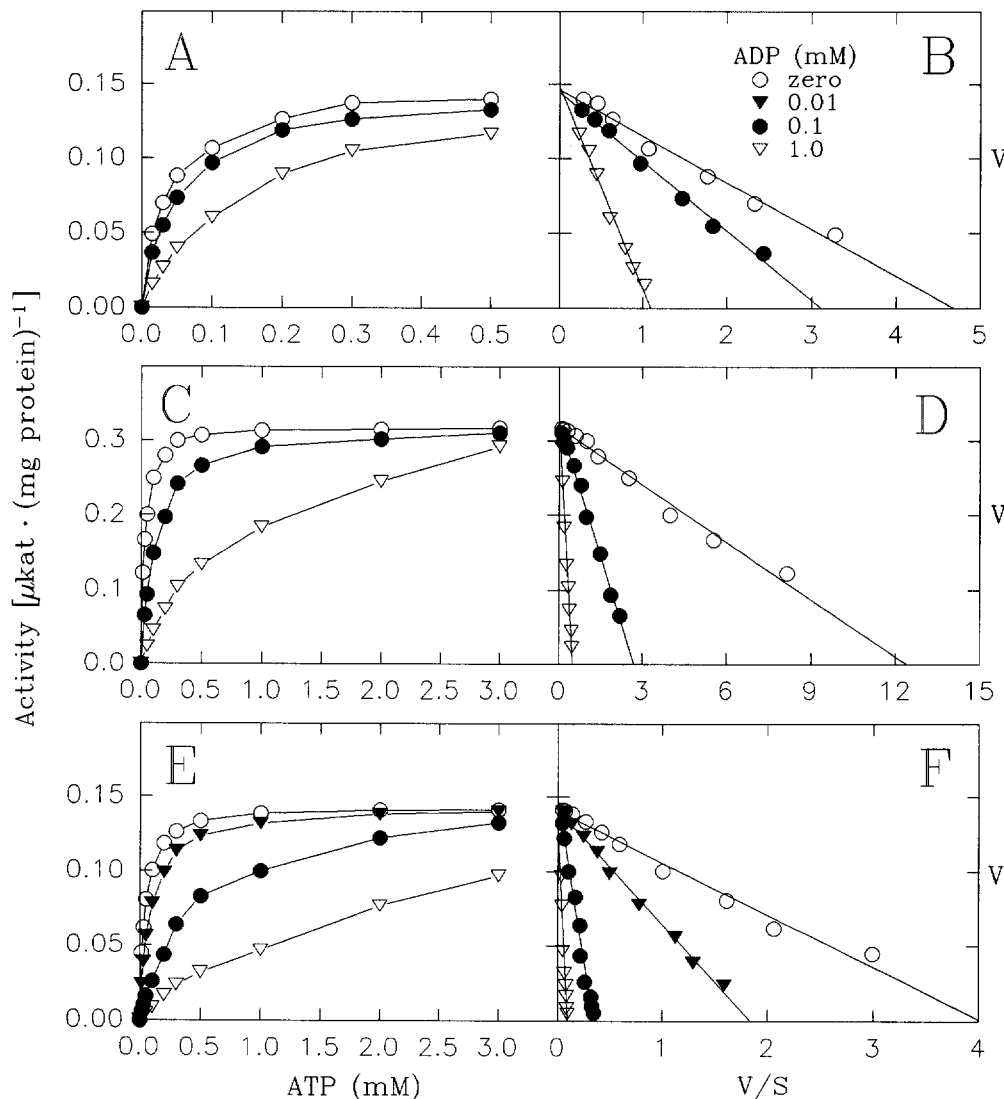 A
B
ADP (mM)
zero
0.01
0.1
1.0
0.15
0.10
0.05
0.00
V
0.0 0.1 0.2 0.3 0.4 0.5
0 1 2 3 4 5
C
D
0.3
0.2
0.1
0.0
V
0.0 0.5 1.0 1.5 2.0 2.5 3.0
0 3 6 9 12 15
E
F
0.15
0.10
0.05
0.00
V
0.0 0.5 1.0 1.5 2.0 2.5 3.0
0 1 2 3 4
Activity [μkat · (mg protein)⁻¹]
ATP (mM)
V/S